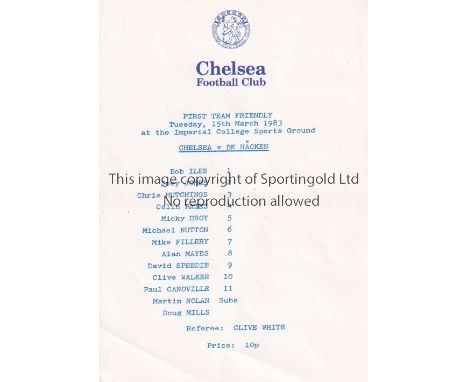 Chelsea
Football Club
FIRST TEAM FRIENDLY
Tuesday, 15th March 1983
at the Imperial College Sports Ground
CHELSEA v BK HÄCKEN
Bob ILES 1
This image copyright of Sportingold Ltd
Chris HUTCHINGS 3
No reproduction allowed
Micky DROY 5
Michael NUTTON 6
Mike FILLERY 7
Alan MAYES 8
David SPEEDIE 9
Clive WALKER 10
Paul CANOVILLE 11
Martin NOLAN Subs
Doug MILLS
Referee: CLIVE WHITE
Price: 10p